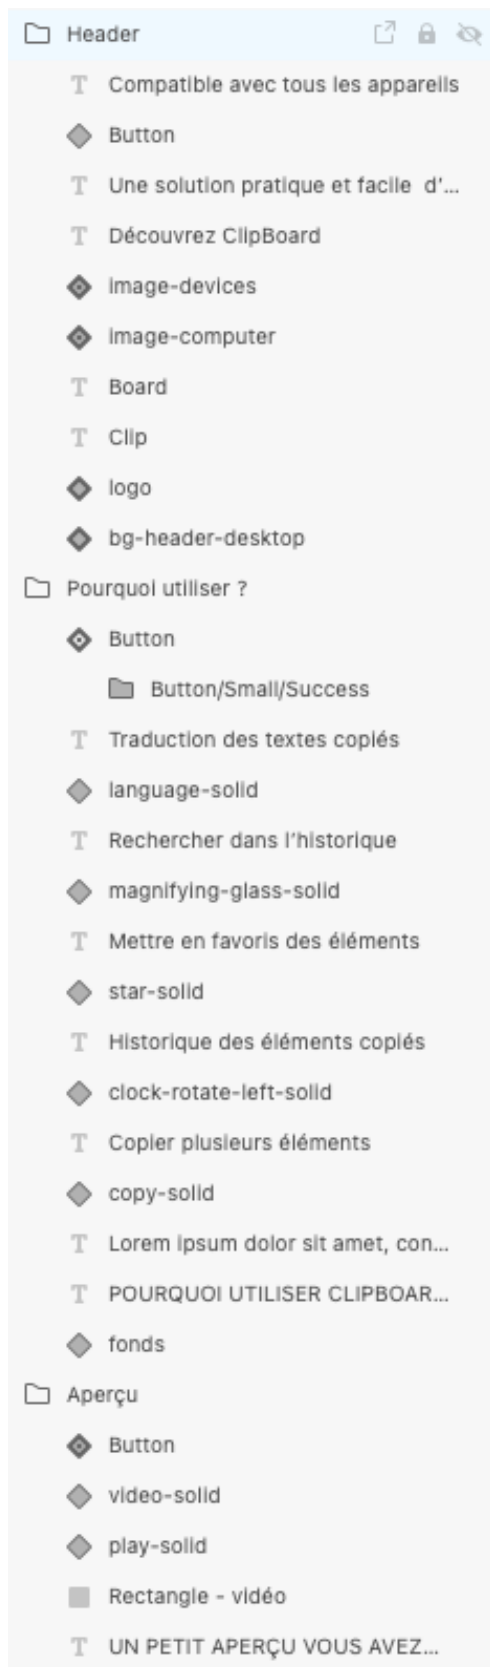 Header
Compatible avec tous les appareils
Button
Une solution pratique et facile d'...
Découvrez ClipBoard
image-devices
image-computer
Board
Clip
logo
bg-header-desktop
Pourquoi utiliser ?
Button
Button/Small/Success
Traduction des textes copiés
language-solid
Rechercher dans l'historique
magnifying-glass-solid
Mettre en favoris des éléments
star-solid
Historique des éléments copiés
clock-rotate-left-solid
Copier plusieurs éléments
copy-solid
Lorem ipsum dolor sit amet, con...
POURQUOI UTILISER CLIPBOAR...
fonds
Aperçu
Button
video-solid
play-solid
Rectangle - vidéo
UN PETIT APERÇU VOUS AVEZ...